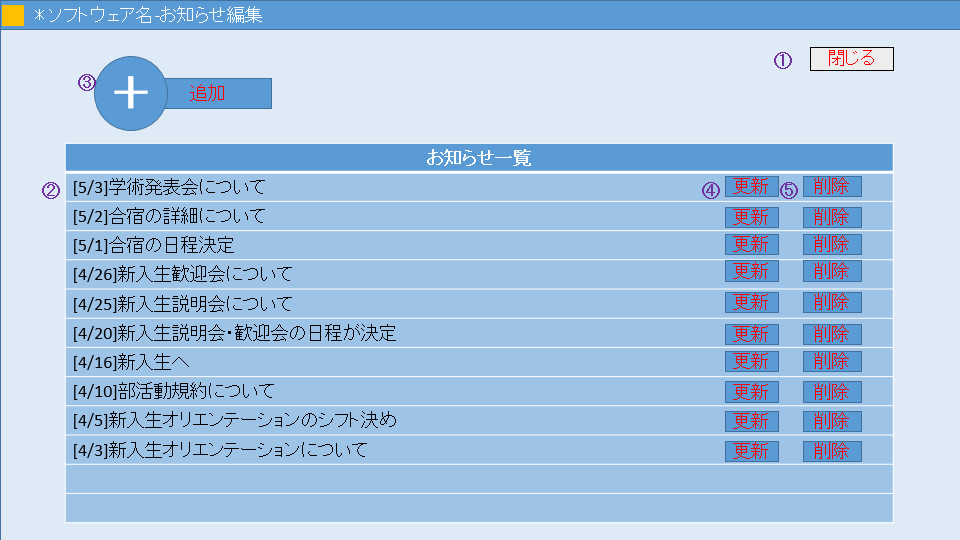 ＊ソフトウェア名-お知らせ編集
① 閉じる
③ ＋ 追加
お知らせ一覧
② [5/3]学術発表会について ④ 更新 ⑤ 削除
[5/2]合宿の詳細について 更新 削除
[5/1]合宿の日程決定 更新 削除
[4/26]新入生歓迎会について 更新 削除
[4/25]新入生説明会について 更新 削除
[4/20]新入生説明会・歓迎会の日程が決定 更新 削除
[4/16]新入生へ 更新 削除
[4/10]部活動規約について 更新 削除
[4/5]新入生オリエンテーションのシフト決め 更新 削除
[4/3]新入生オリエンテーションについて 更新 削除